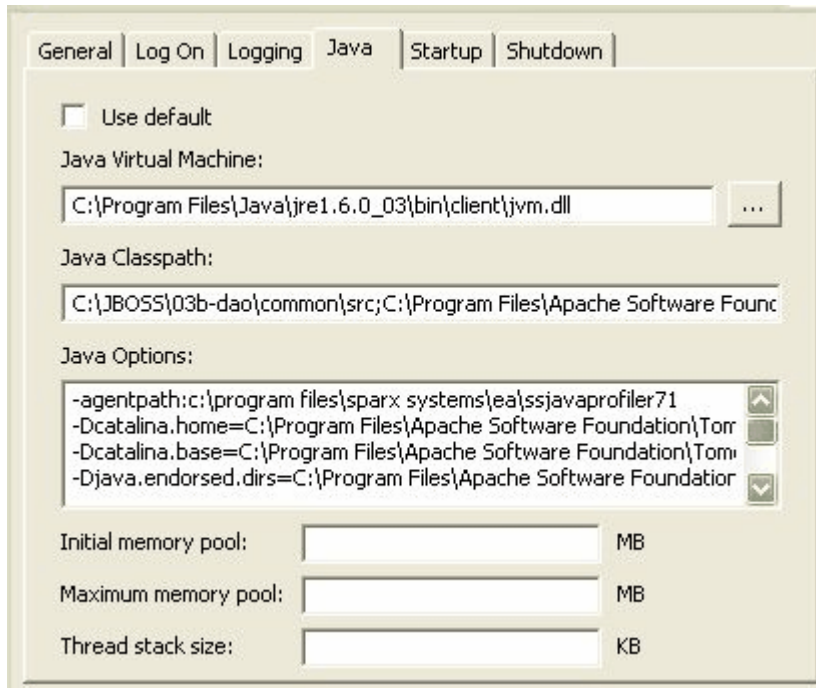 General Log On Logging Java Startup Shutdown
Use default
Java Virtual Machine:
C:\Program Files\Java\jre1.6.0_03\bin\client\jvm.dll ...
Java Classpath:
C:\JBOSS\03b-dao\common\src;C:\Program Files\Apache Software Found
Java Options:
-agentpath:c:\program files\sparx systems\ea\ssjavaprofiler71
-Dcatalina.home=C:\Program Files\Apache Software Foundation\Tom
-Dcatalina.base=C:\Program Files\Apache Software Foundation\Tom
-Djava.endorsed.dirs=C:\Program Files\Apache Software Foundation
Initial memory pool: MB
Maximum memory pool: MB
Thread stack size: KB